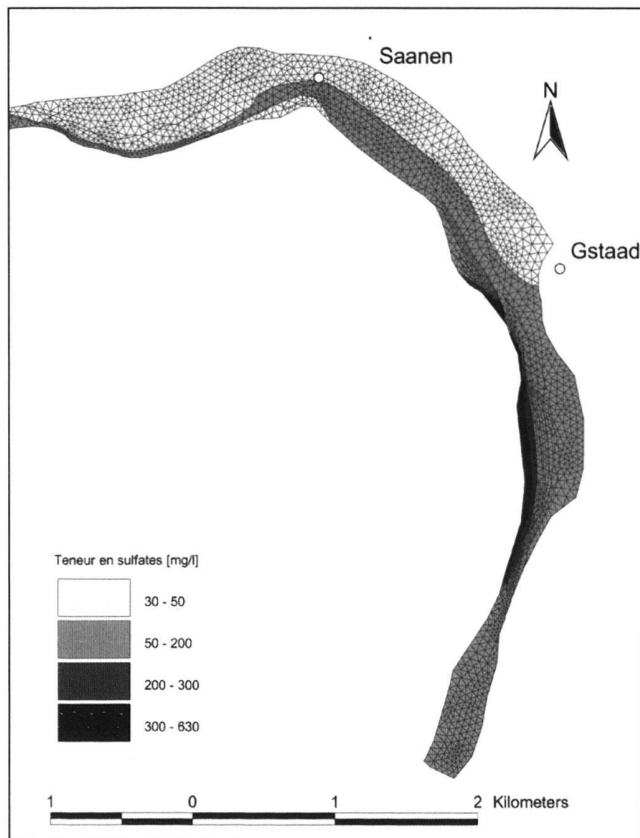 Saanen
N
Gstaad
Teneur en sulfates [mg/l]
30 - 50
50 - 200
200 - 300
300 - 630
1 0 1 2 Kilometers